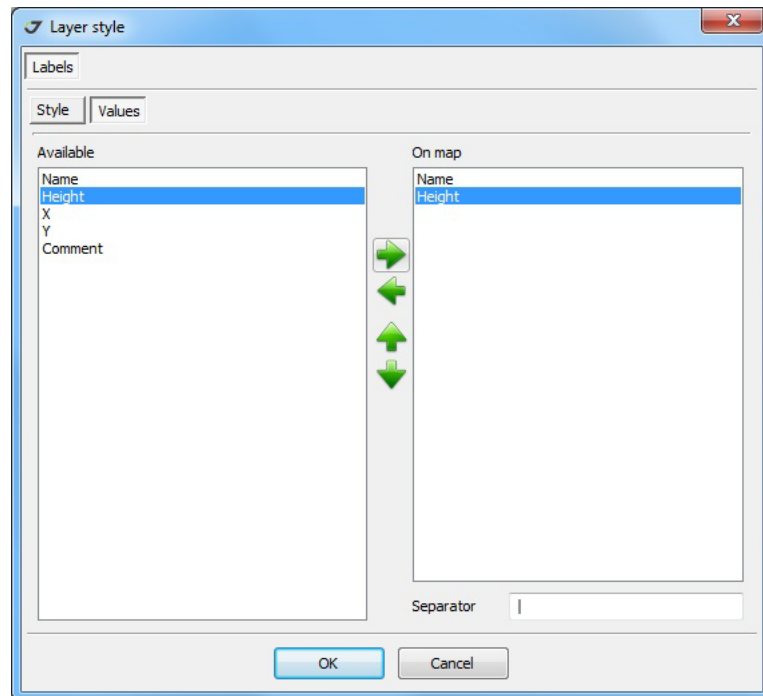 Layer style
Labels
Style Values
Available
On map
Name
Height
X
Y
Comment
Name
Height
Separator |
OK Cancel